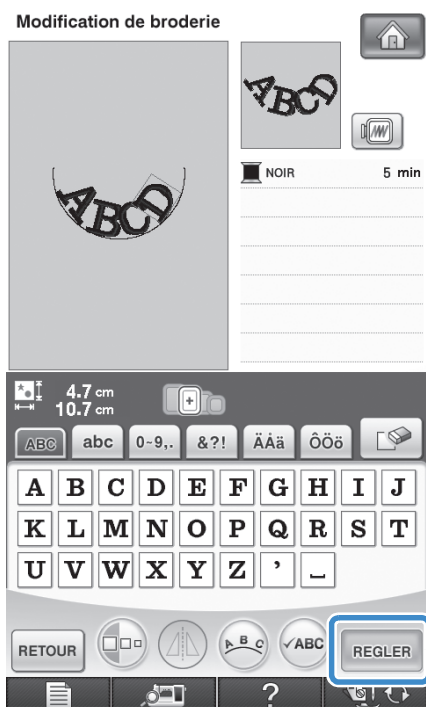 Modification de broderie
ABCD
ABCD
NOIR 5 min
4.7 cm
10.7 cm
ABC abc 0~9,. &?! ÄÅä ÔÖö
A B C D E F G H I J
K L M N O P Q R S T
U V W X Y Z ’ _
RETOUR ABC ✓ABC REGLER
?